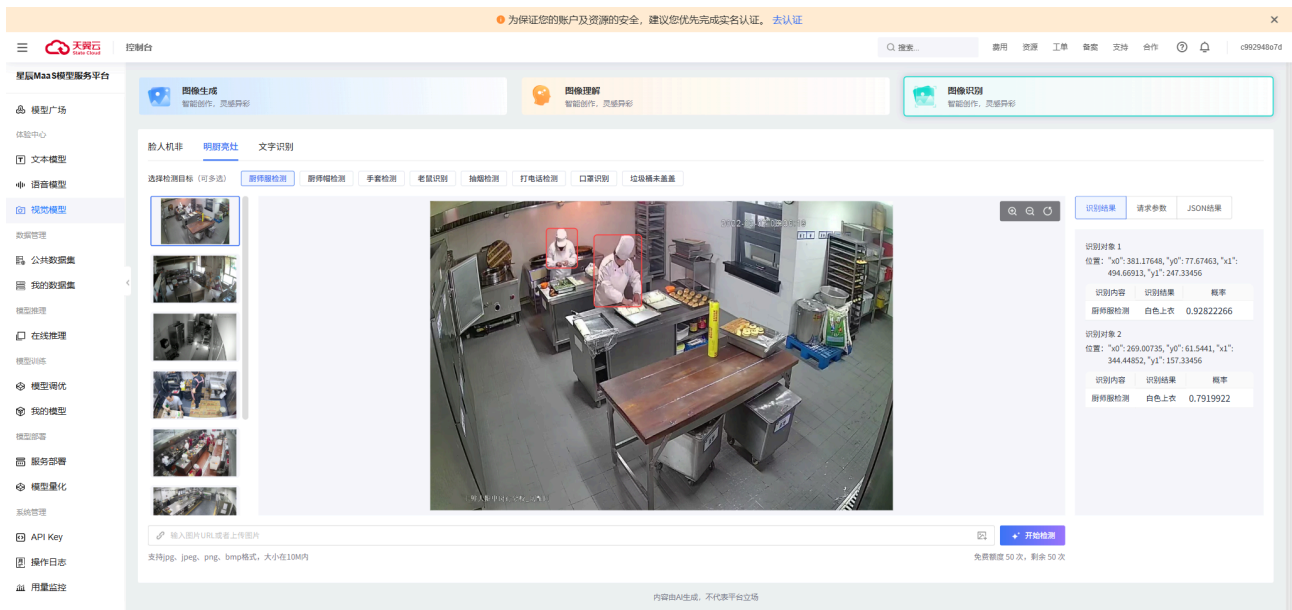 为保证您的账户及资源的安全，建议您优先完成实名认证。 去认证
天翼云
State Cloud
控制台
搜索...
费用 资源 工单 备案 支持 合作
c992948o7d
星辰MaaS模型服务平台
模型广场
体验中心
文本模型
语音模型
视觉模型
数据管理
公共数据集
我的数据集
模型推理
在线推理
模型训练
模型调优
我的模型
模型部署
服务部署
模型量化
系统管理
API Key
操作日志
用量监控
图像生成
智能创作，灵感异彩
图像理解
智能创作，灵感异彩
图像识别
智能创作，灵感异彩
脸人机非 明厨亮灶 文字识别
选择检测目标（可多选） 厨师服检测 厨师帽检测 手套检测 老鼠识别 抽烟检测 打电话检测 口罩识别 垃圾桶未盖盖
识别结果 请求参数 JSON结果
识别对象 1
位置： "x0": 381.17648, "y0": 77.67463, "x1":
494.66913, "y1": 247.33456
识别内容 识别结果 概率
厨师服检测 白色上衣 0.92822266
识别对象 2
位置： "x0": 269.00735, "y0": 61.5441, "x1":
344.44852, "y1": 157.33456
识别内容 识别结果 概率
厨师服检测 白色上衣 0.7919922
输入图片URL或者上传图片
开始检测
支持jpg、jpeg、png、bmp格式，大小在10M内
免费额度 50 次，剩余 50 次
内容由AI生成，不代表平台立场